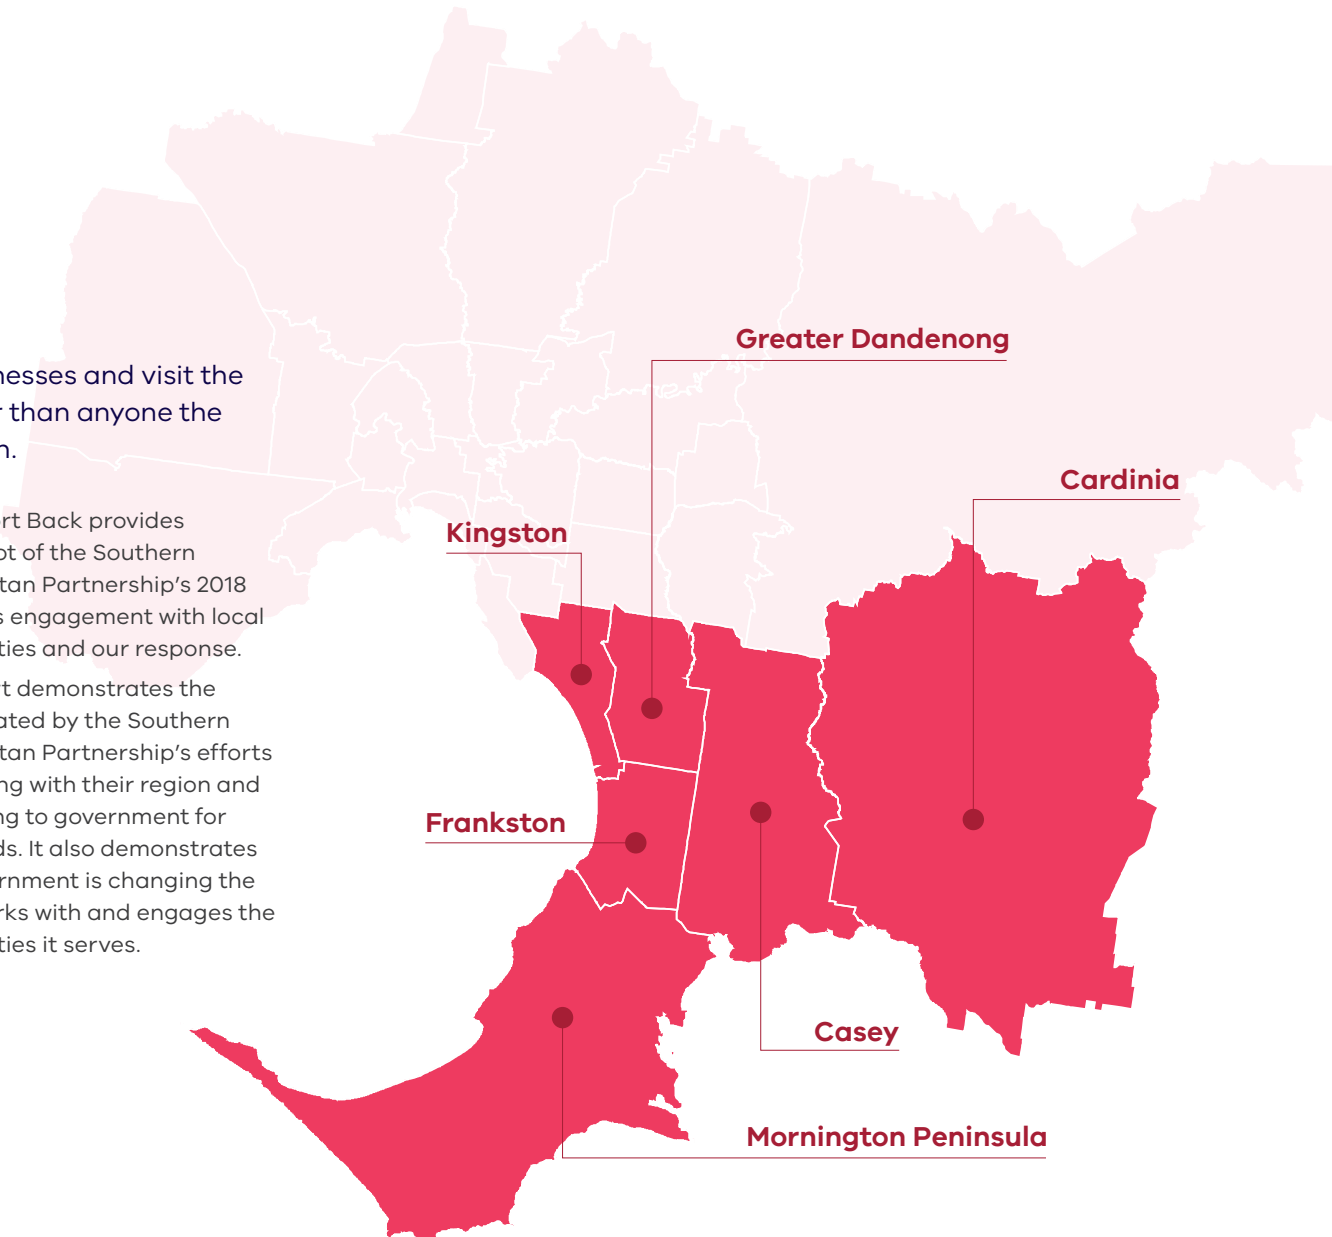 nesses and visit the
than anyone the
rt Back provides
ot of the Southern
tan Partnership's 2018
s engagement with local
ties and our response.
t demonstrates the
ated by the Southern
tan Partnership's efforts
ng with their region and
ng to government for
ds. It also demonstrates
ernment is changing the
rks with and engages the
ties it serves.
Greater Dandenong
Cardinia
Kingston
Frankston
Casey
Mornington Peninsula